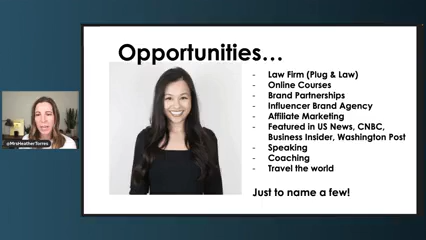 Opportunities...
- Law Firm (Plug & Law)
- Online Courses
- Brand Partnerships
- Influencer Brand Agency
- Affiliate Marketing
- Featured in US News, CNBC,
Business Insider, Washington Post
- Speaking
- Coaching
- Travel the world
Just to name a few!
@MrsHeatherTorres